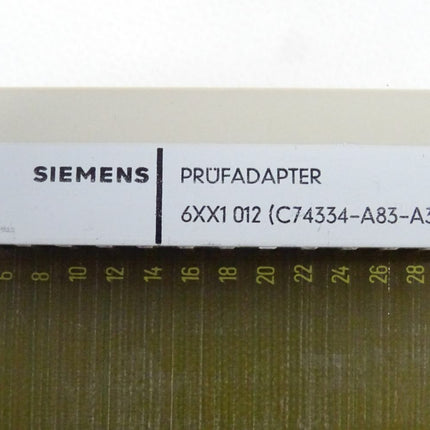 SIEMENS
PRÜFADAPTER
6XX1 012 (C74334-A83-A3
6 8 10 12 14 16 18 20 22 24 26 28